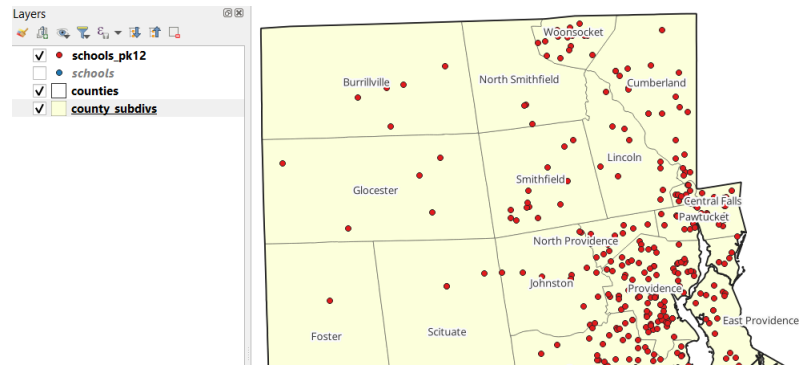 Layers
schools_pk12
schools
counties
county_subdivs
Woonsocket
Burrillville
North Smithfield
Cumberland
Lincoln
Smithfield
Glocester
Central Falls
Pawtucket
North Providence
Johnston
Providence
East Providence
Scituate
Foster